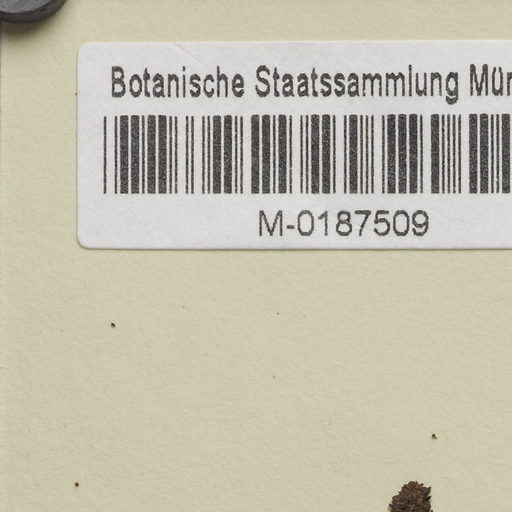 Botanische Staatssammlung Mün
M-0187509